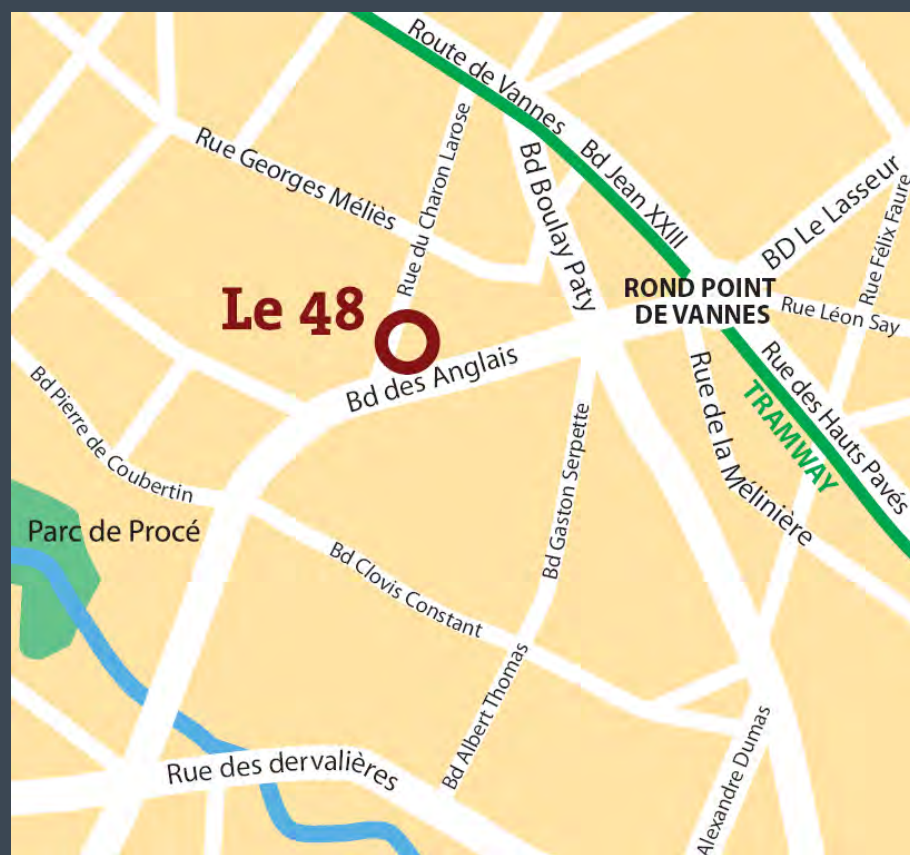 Route de Vannes
Rue Georges Méliès
Rue du Charon Larose
Bd Boulay Paty
Bd Jean XXIII
BD Le Lasseur
Rue Félix Faure
Le 48
ROND POINT
DE VANNES
Rue Léon Say
Bd des Anglais
Rue des Hauts Pavés
TRAMWAY
Rue de la Mélinière
Bd Pierre de Coubertin
Bd Gaston Serpette
Parc de Procé
Bd Clovis Constant
Bd Albert Thomas
Rue des dervalières
Alexandre Dumas